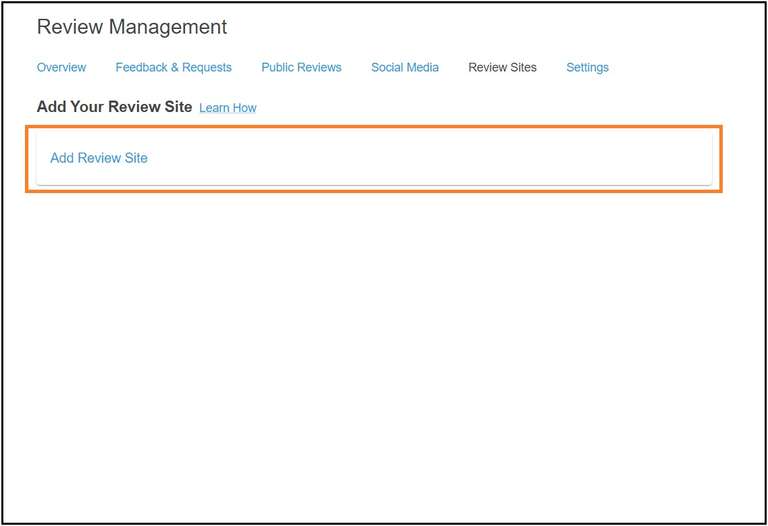 Review Management
Overview Feedback & Requests Public Reviews Social Media Review Sites Settings
Add Your Review Site Learn How
Add Review Site